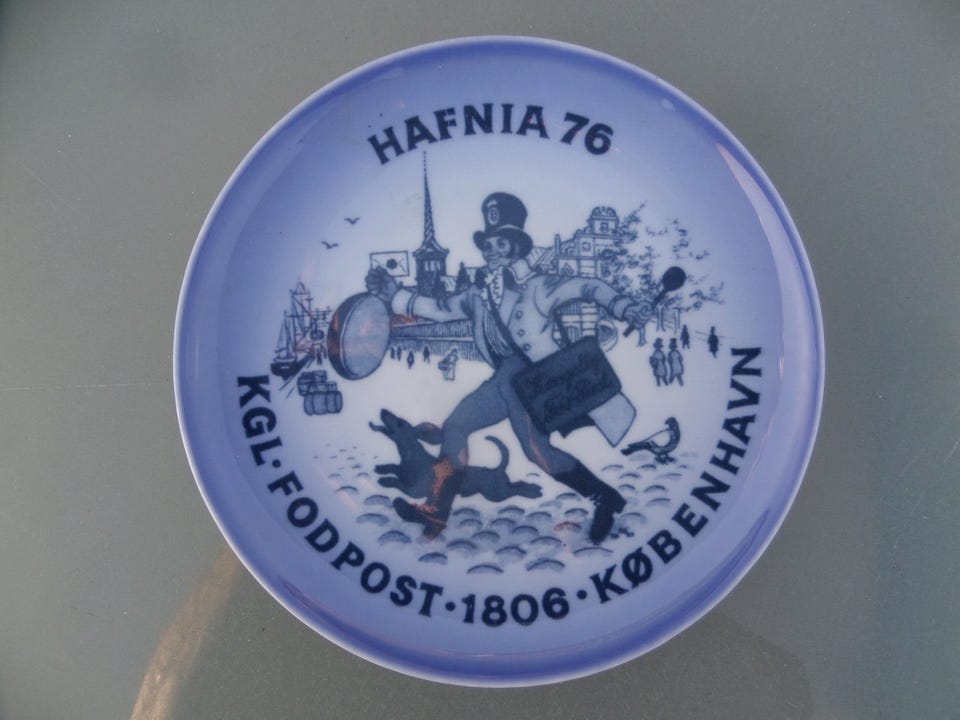 HAFNIA 76
KGL · FODPOST · 1806 · KØBENHAVN